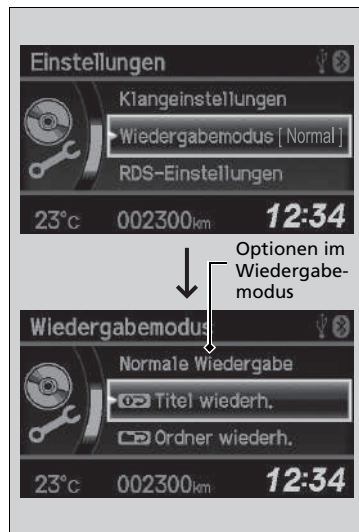 Einstellungen
Klangeinstellungen
Wiedergabemodus [ Normal ]
RDS-Einstellungen
23°c 002300km 12:34
Optionen im
Wiedergabe-
modus
Wiedergabemodus
Normale Wiedergabe
Titel wiederh.
Ordner wiederh.
23°c 002300km 12:34